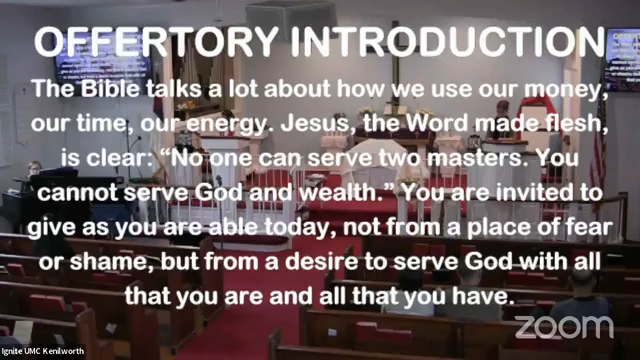 OFFERTORY INTRODUCTION
The Bible talks a lot about how we use our money,
our time, our energy. Jesus, the Word made flesh,
is clear: “No one can serve two masters. You
cannot serve God and wealth.” You are invited to
give as you are able today, not from a place of fear
or shame, but from a desire to serve God with all
that you are and all that you have.
zoom
Ignite UMC Kenilworth